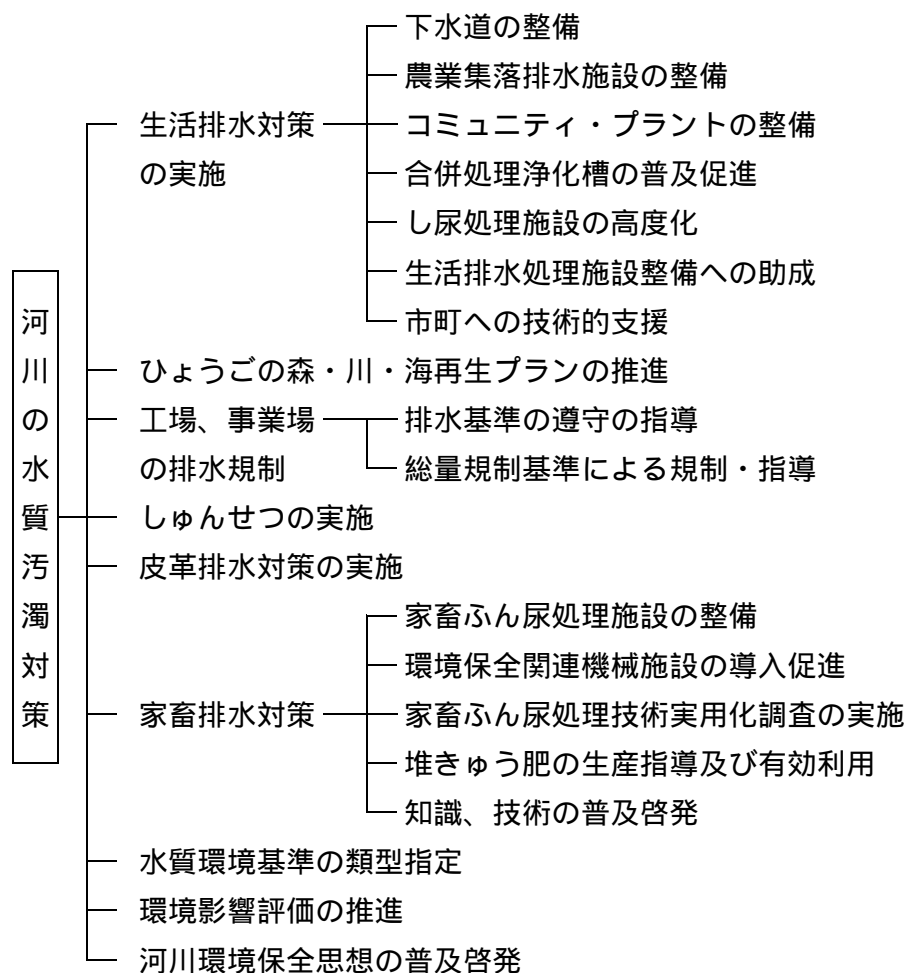 河川の水質汚濁対策
生活排水対策
の実施
下水道の整備
農業集落排水施設の整備
コミュニティ・プラントの整備
合併処理浄化槽の普及促進
し尿処理施設の高度化
生活排水処理施設整備への助成
市町への技術的支援
ひょうごの森・川・海再生プランの推進
工場、事業場
の排水規制
排水基準の遵守の指導
総量規制基準による規制・指導
しゅんせつの実施
皮革排水対策の実施
家畜排水対策
家畜ふん尿処理施設の整備
環境保全関連機械施設の導入促進
家畜ふん尿処理技術実用化調査の実施
堆きゅう肥の生産指導及び有効利用
知識、技術の普及啓発
水質環境基準の類型指定
環境影響評価の推進
河川環境保全思想の普及啓発